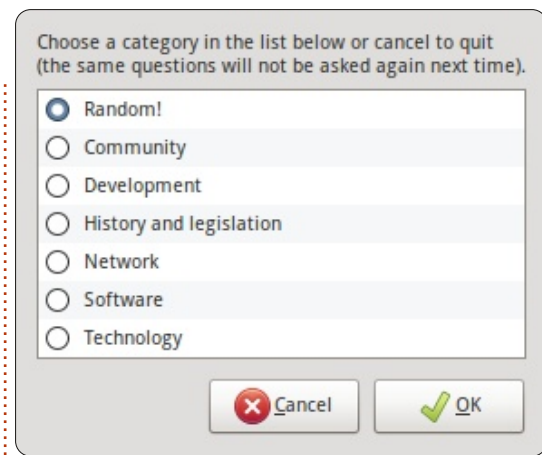 Choose a category in the list below or cancel to quit
(the same questions will not be asked again next time).
Random!
Community
Development
History and legislation
Network
Software
Technology
Cancel
OK